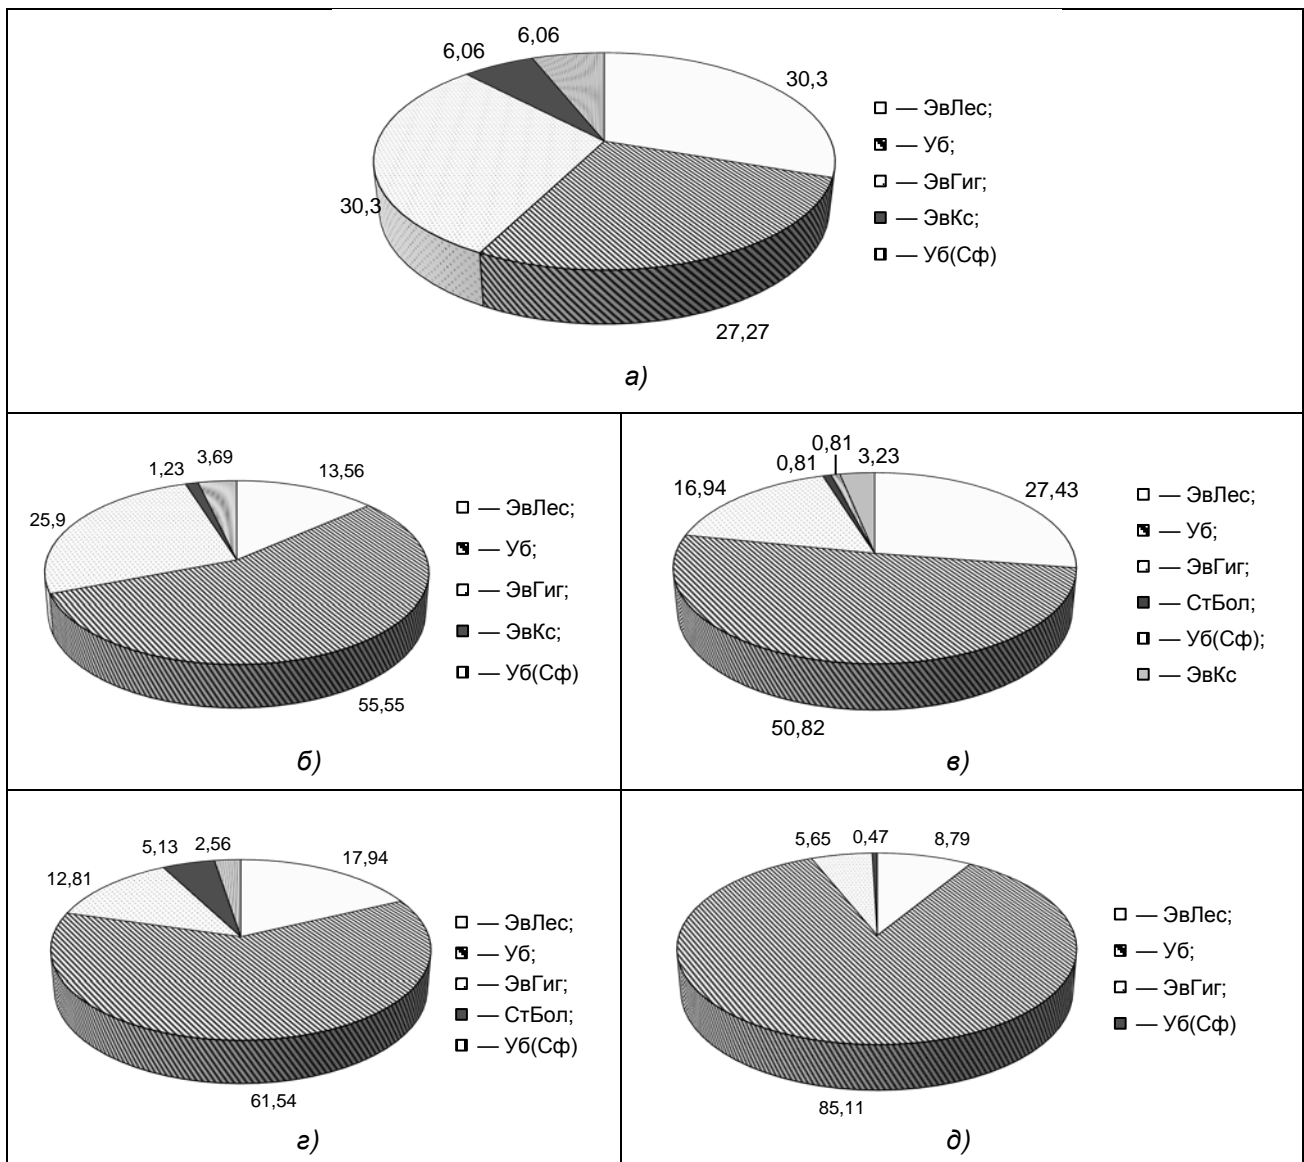 6,06
6,06
30,3
30,3
27,27
— ЭвЛес;
— Уб;
— ЭвГиг;
— ЭвКс;
— Уб(Сф)
а)
1,23
3,69
13,56
25,9
55,55
— ЭвЛес;
— Уб;
— ЭвГиг;
— ЭвКс;
— Уб(Сф)
б)
0,81
0,81
3,23
16,94
27,43
50,82
— ЭвЛес;
— Уб;
— ЭвГиг;
— СтБол;
— Уб(Сф);
— ЭвКс
в)
5,13
2,56
17,94
12,81
61,54
— ЭвЛес;
— Уб;
— ЭвГиг;
— СтБол;
— Уб(Сф)
г)
5,65
0,47
8,79
85,11
— ЭвЛес;
— Уб;
— ЭвГиг;
— Уб(Сф)
д)